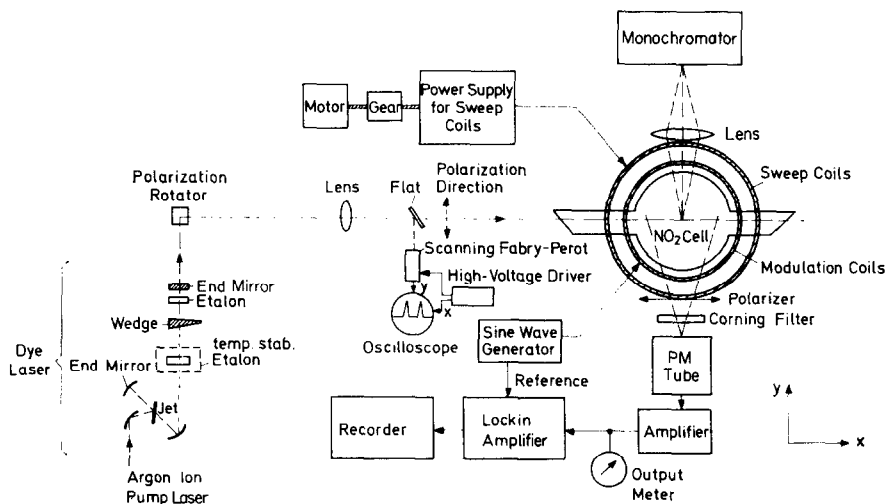 Monochromator
Motor
Gear
Power Supply
for Sweep
Coils
Lens
Sweep Coils
Polarization
Rotator
Lens
Flat
Polarization
Direction
NO2Cell
Scanning Fabry-Perot
High-Voltage Driver
Modulation Coils
y
x
Oscilloscope
Polarizer
Corning Filter
End Mirror
Etalon
Wedge
Dye
Laser
temp. stab.
Etalon
End Mirror
Jet
Argon Ion
Pump Laser
Sine Wave
Generator
Reference
PM
Tube
Recorder
Lockin
Amplifier
Amplifier
Output
Meter
y
x